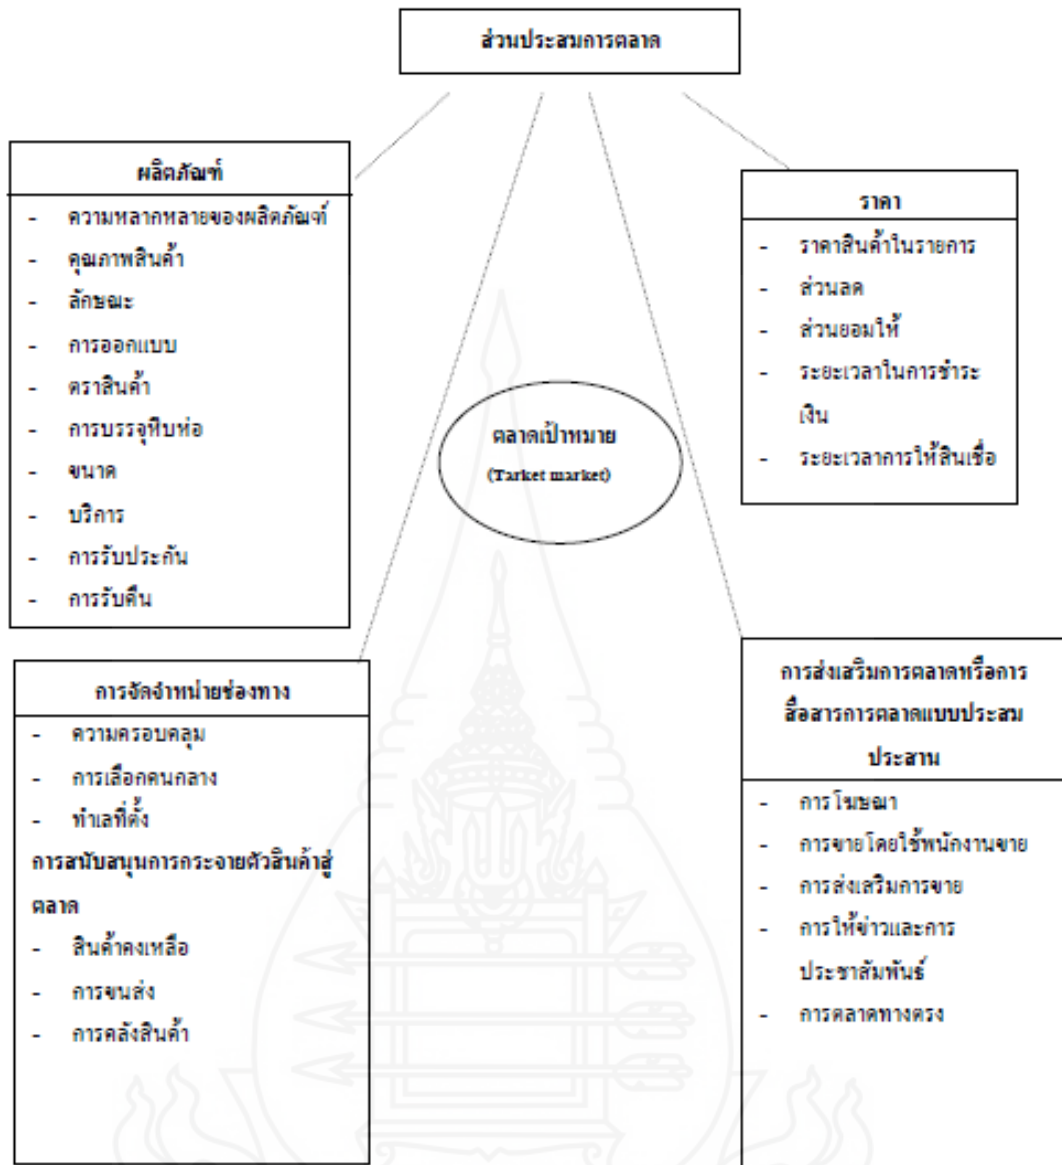 ส่วนประสมการตลาด
ผลิตภัณฑ์
- ความหลากหลายของผลิตภัณฑ์
- คุณภาพสินค้า
- ลักษณะ
- การออกแบบ
- ตราสินค้า
- การบรรจุหีบห่อ
- ขนาด
- บริการ
- การรับประกัน
- การรับคืน
ราคา
- ราคาสินค้าในรายการ
- ส่วนลด
- ส่วนยอมให้
- ระยะเวลาในการชำระ
เงิน
- ระยะเวลาการให้สินเชื่อ
ตลาดเป้าหมาย
(Tarket market)
การจัดจำหน่ายช่องทาง
- ความครอบคลุม
- การเลือกคนกลาง
- ทำเลที่ตั้ง
การสนับสนุนการกระจายตัวสินค้าสู่
ตลาด
- สินค้าคงเหลือ
- การขนส่ง
- การคลังสินค้า
การส่งเสริมการตลาดหรือการ
สื่อสารการตลาดแบบประสม
ประสาน
- การโฆษณา
- การขายโดยใช้พนักงานขาย
- การส่งเสริมการขาย
- การให้ข่าวและการ
ประชาสัมพันธ์
- การตลาดทางตรง